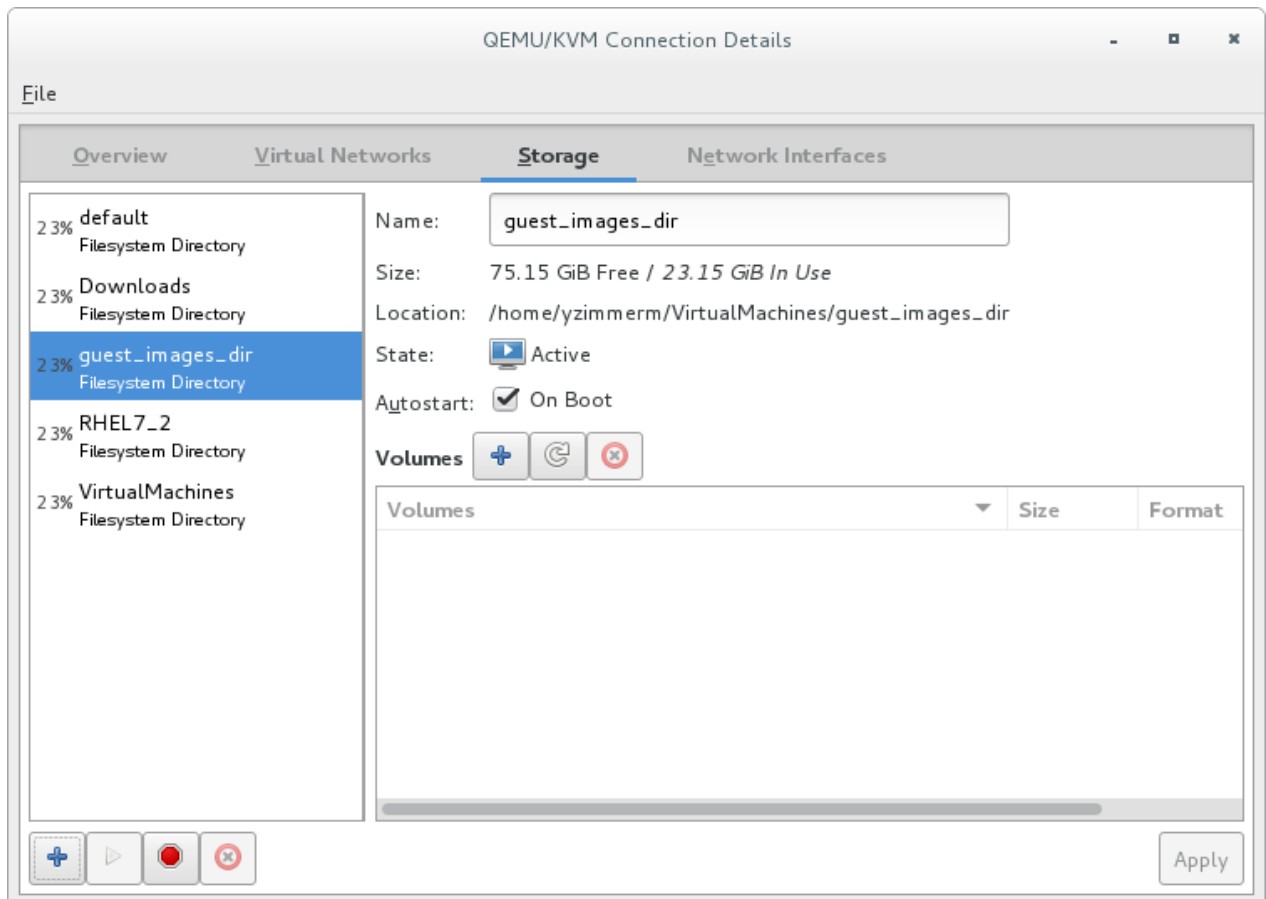 QEMU/KVM Connection Details
File
Overview Virtual Networks Storage Network Interfaces
23% default
Filesystem Directory
23% Downloads
Filesystem Directory
23% guest_images_dir
Filesystem Directory
23% RHEL7_2
Filesystem Directory
23% VirtualMachines
Filesystem Directory
Name: guest_images_dir
Size: 75.15 GiB Free / 23.15 GiB In Use
Location: /home/yzimmerm/VirtualMachines/guest_images_dir
State: Active
Autostart: On Boot
Volumes
Volumes Size Format
Apply